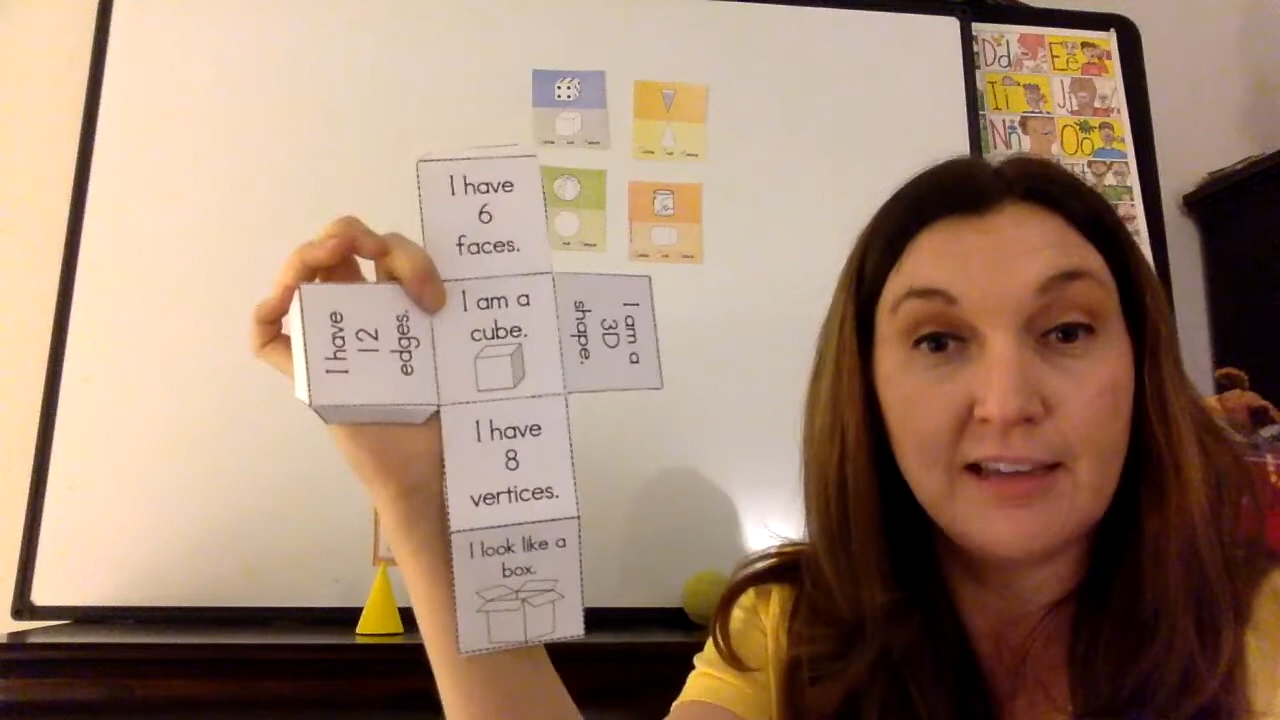 Dd Ee
Ii Jj
Nn Oo
I have
6
faces.
I have
12
edges.
I am a
cube.
I am a
3D
shape.
I have
8
vertices.
I look like a
box.